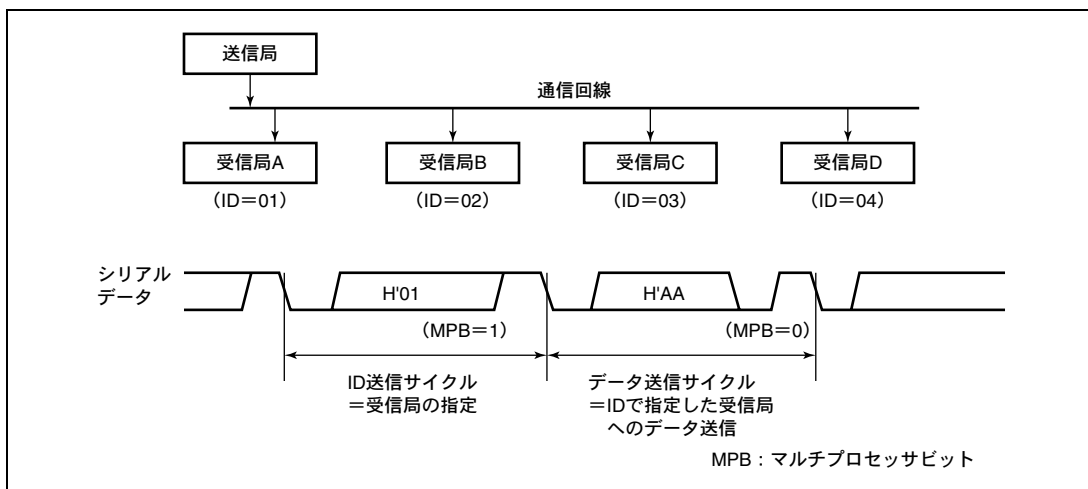 送信局
通信回線
受信局A 受信局B 受信局C 受信局D
（ID＝01） （ID＝02） （ID＝03） （ID＝04）
シリアル
データ
H'01 H'AA
（MPB＝1） （MPB＝0）
ID送信サイクル
＝受信局の指定
データ送信サイクル
＝IDで指定した受信局
へのデータ送信
MPB：マルチプロセッサビット